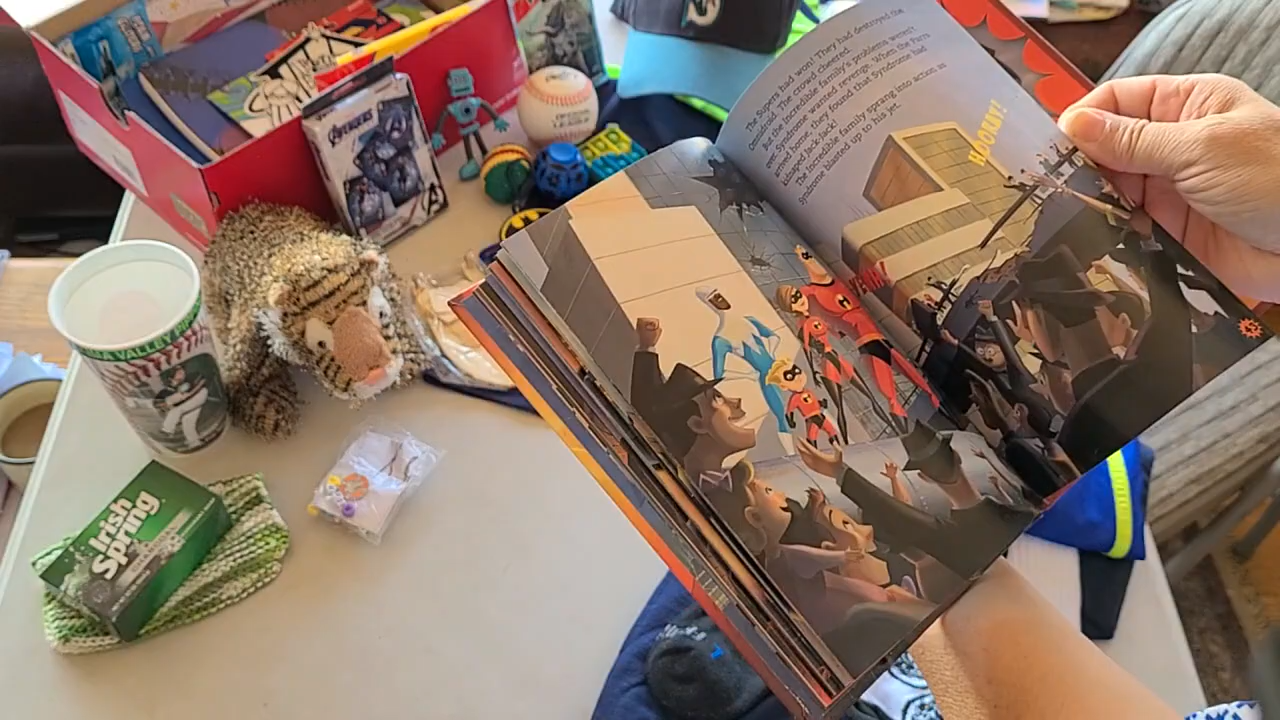 The Supers had won! They had destroyed the
Omnidroid. The crowd cheered.
But the Incredible family's problems weren't
over. Syndrome wanted revenge. When the Parrs
arrived home, they found that Syndrome had
kidnapped Jack-Jack!
The Incredible family sprang into action as
Syndrome blasted up to his jet.
HOORAY!
YEAH!
AVENGERS
VALLEY
Irish
Spring